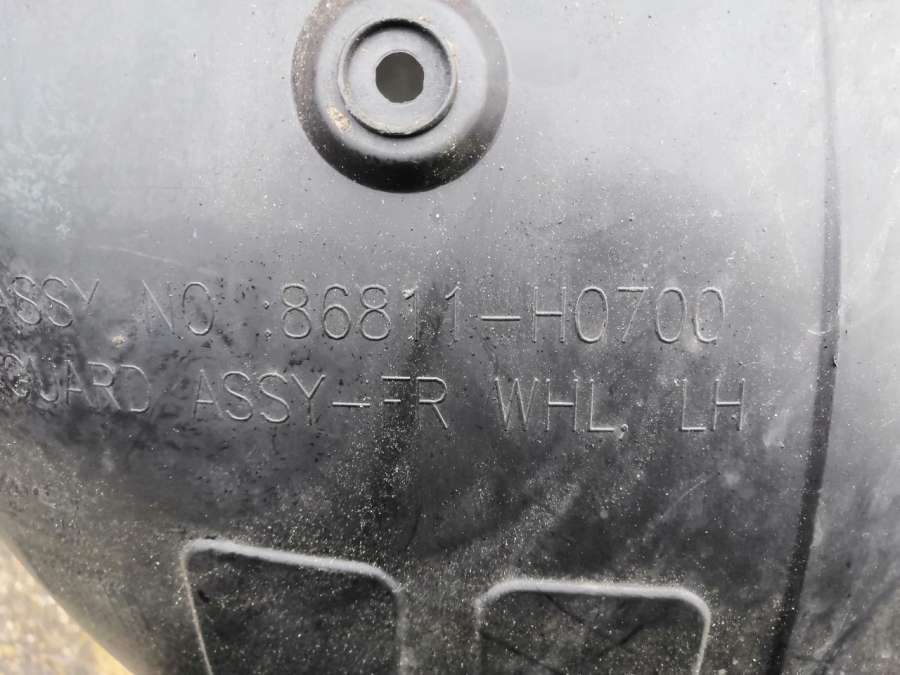 ASSY NO :86811-H0700
GUARD ASSY-FR WHL, LH